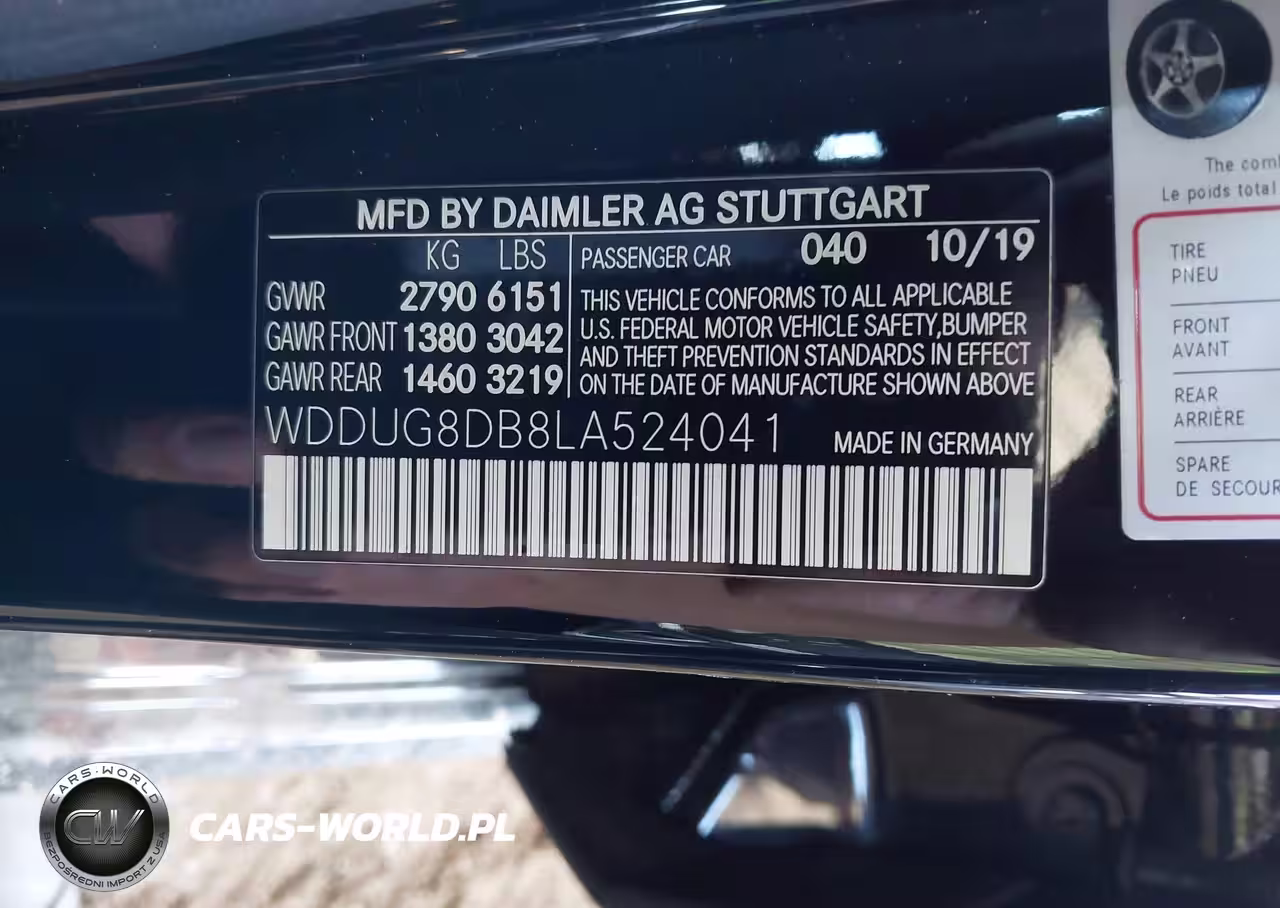 MFD BY DAIMLER AG STUTTGART
KG LBS
GVWR 2790 6151
GAWR FRONT 1380 3042
GAWR REAR 1460 3219
PASSENGER CAR 040 10/19
THIS VEHICLE CONFORMS TO ALL APPLICABLE
U.S. FEDERAL MOTOR VEHICLE SAFETY,BUMPER
AND THEFT PREVENTION STANDARDS IN EFFECT
ON THE DATE OF MANUFACTURE SHOWN ABOVE
WDDUG8DB8LA524041
MADE IN GERMANY
The com
Le poids total
TIRE
PNEU
FRONT
AVANT
REAR
ARRIÈRE
SPARE
DE SECOUR
CARS-WORLD
CW
BEZPOŚREDNI IMPORT Z USA
CARS-WORLD.PL